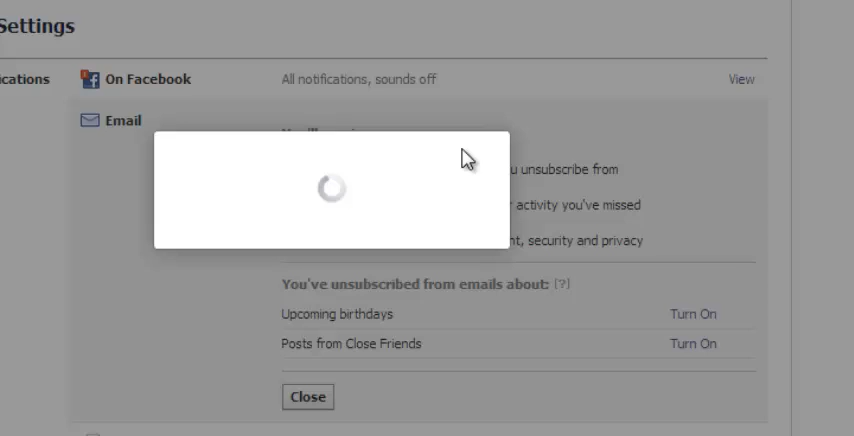 Settings
ications
On Facebook
All notifications, sounds off
View
Email
u unsubscribe from
activity you've missed
nt, security and privacy
You've unsubscribed from emails about: [?]
Upcoming birthdays
Turn On
Posts from Close Friends
Turn On
Close